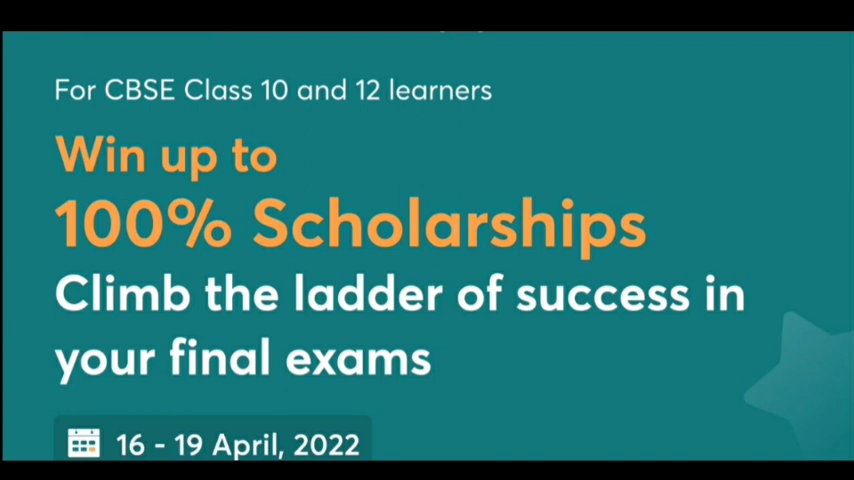 For CBSE Class 10 and 12 learners
Win up to
100% Scholarships
Climb the ladder of success in
your final exams
16 - 19 April, 2022